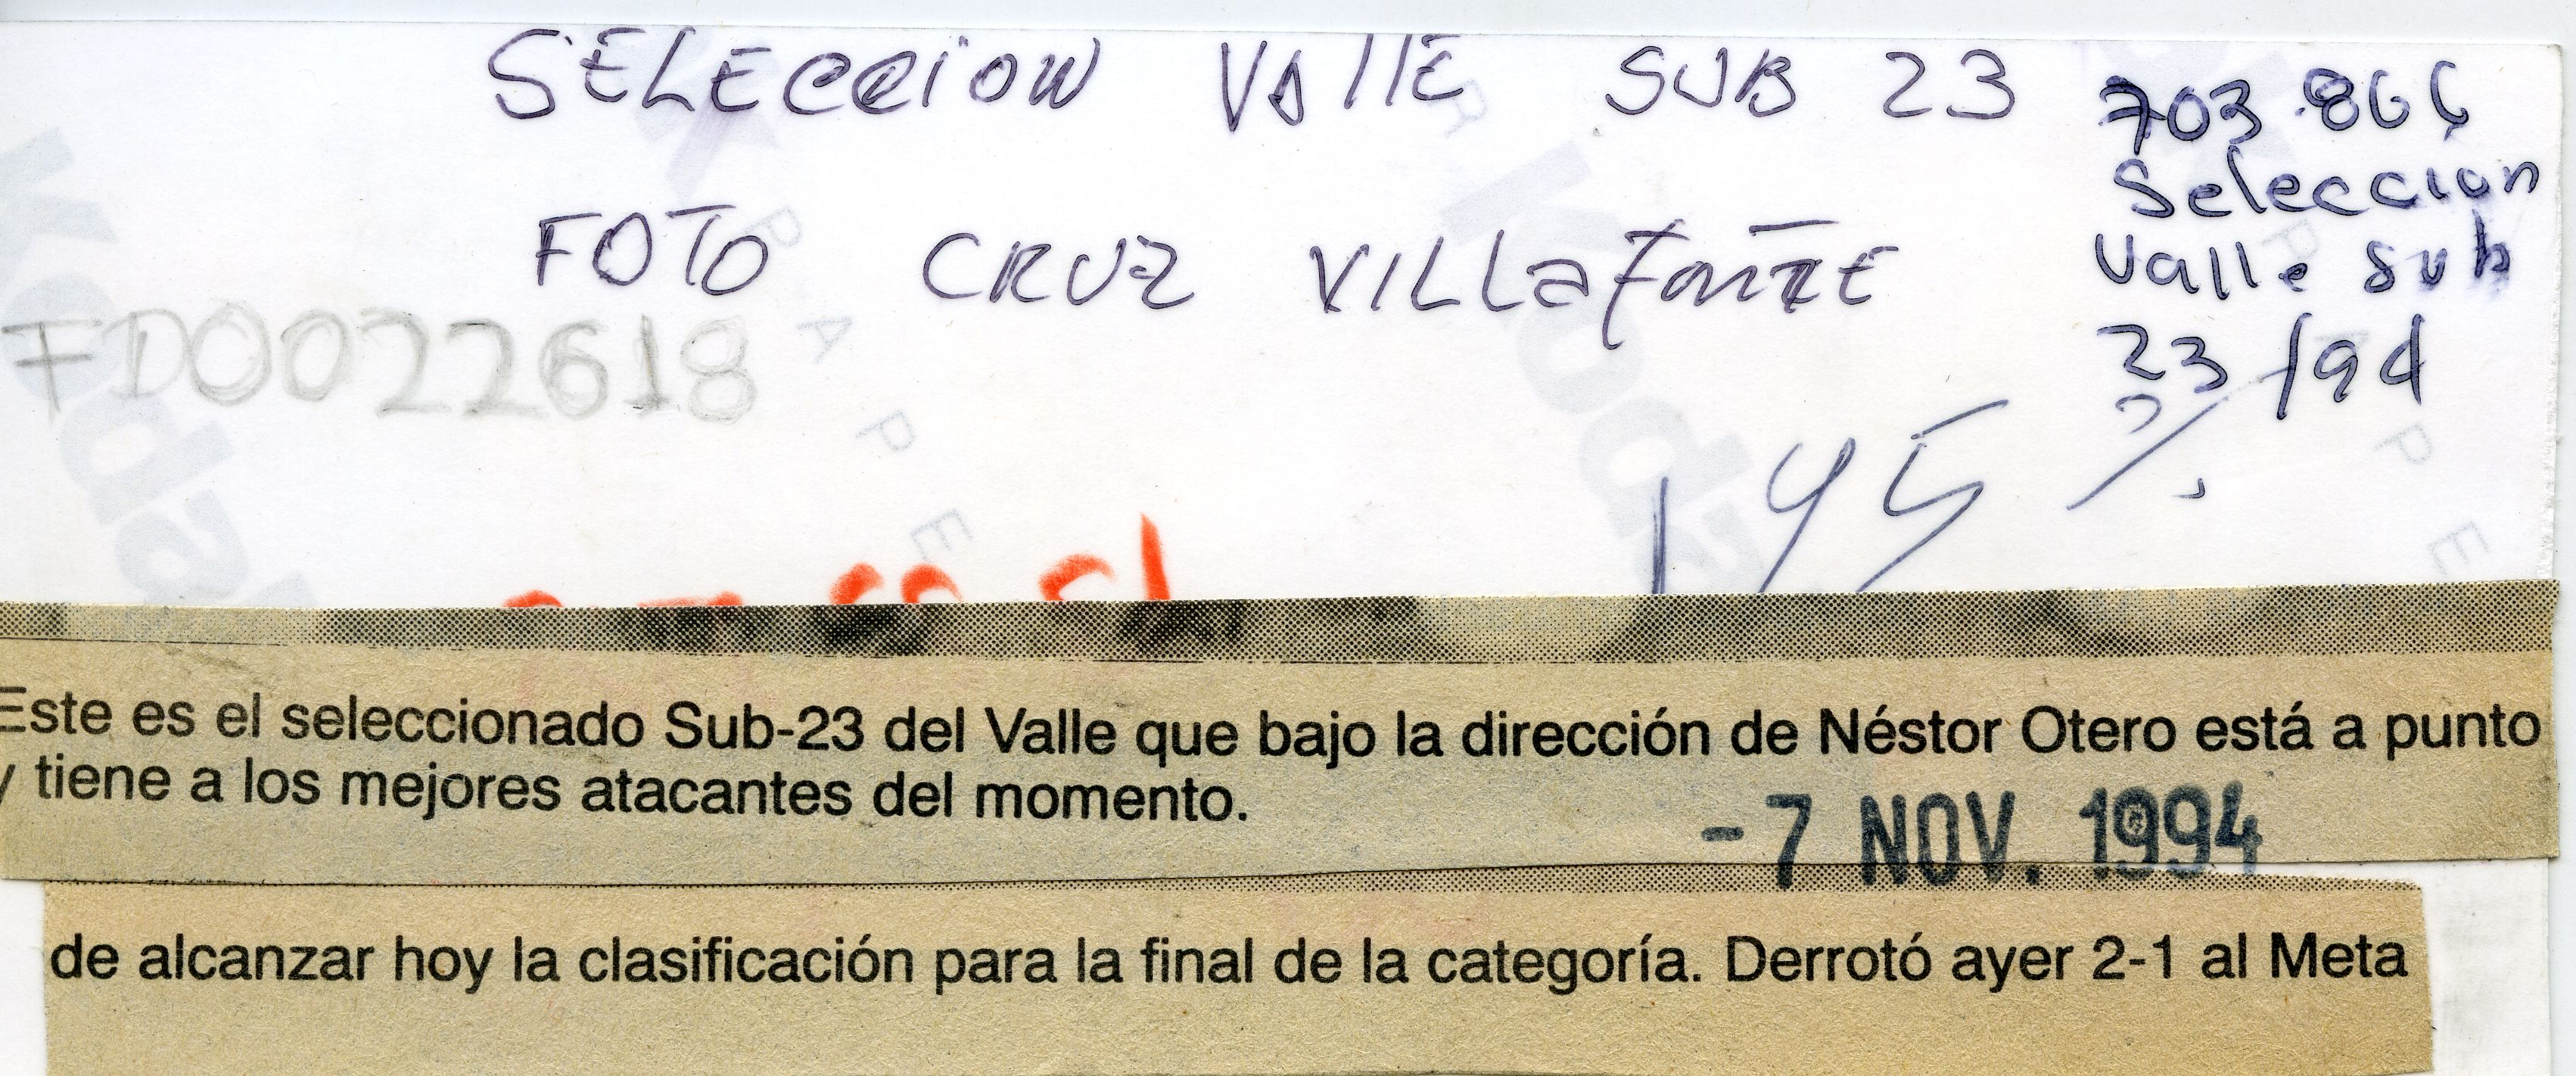 SELECCION VALLE SUB 23
FOTO CRUZ VILLAFAÑE
703 866
Seleccion
Valle sub
23/94
FD0022618
Este es el seleccionado Sub-23 del Valle que bajo la dirección de Néstor Otero está a punto
y tiene a los mejores atacantes del momento.
-7 NOV. 1994
de alcanzar hoy la clasificación para la final de la categoría. Derrotó ayer 2-1 al Meta